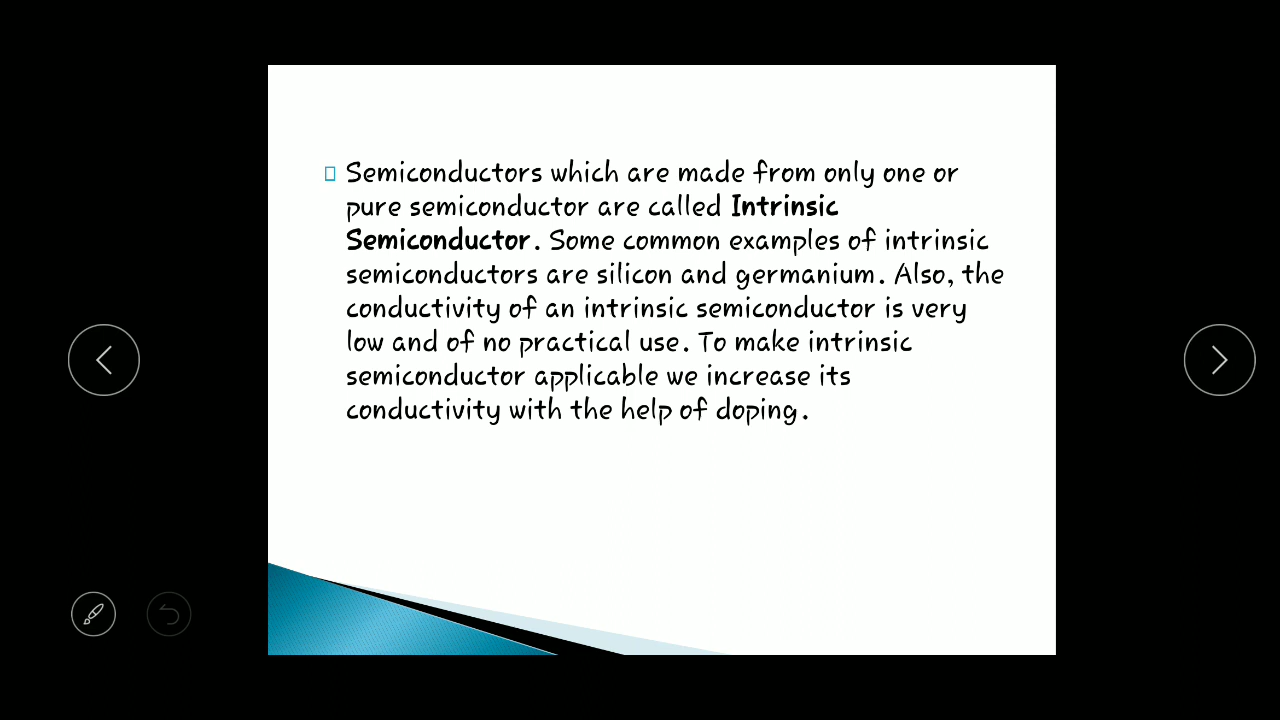 Semiconductors which are made from only one or
pure semiconductor are called Intrinsic
Semiconductor. Some common examples of intrinsic
semiconductors are silicon and germanium. Also, the
conductivity of an intrinsic semiconductor is very
low and of no practical use. To make intrinsic
semiconductor applicable we increase its
conductivity with the help of doping.